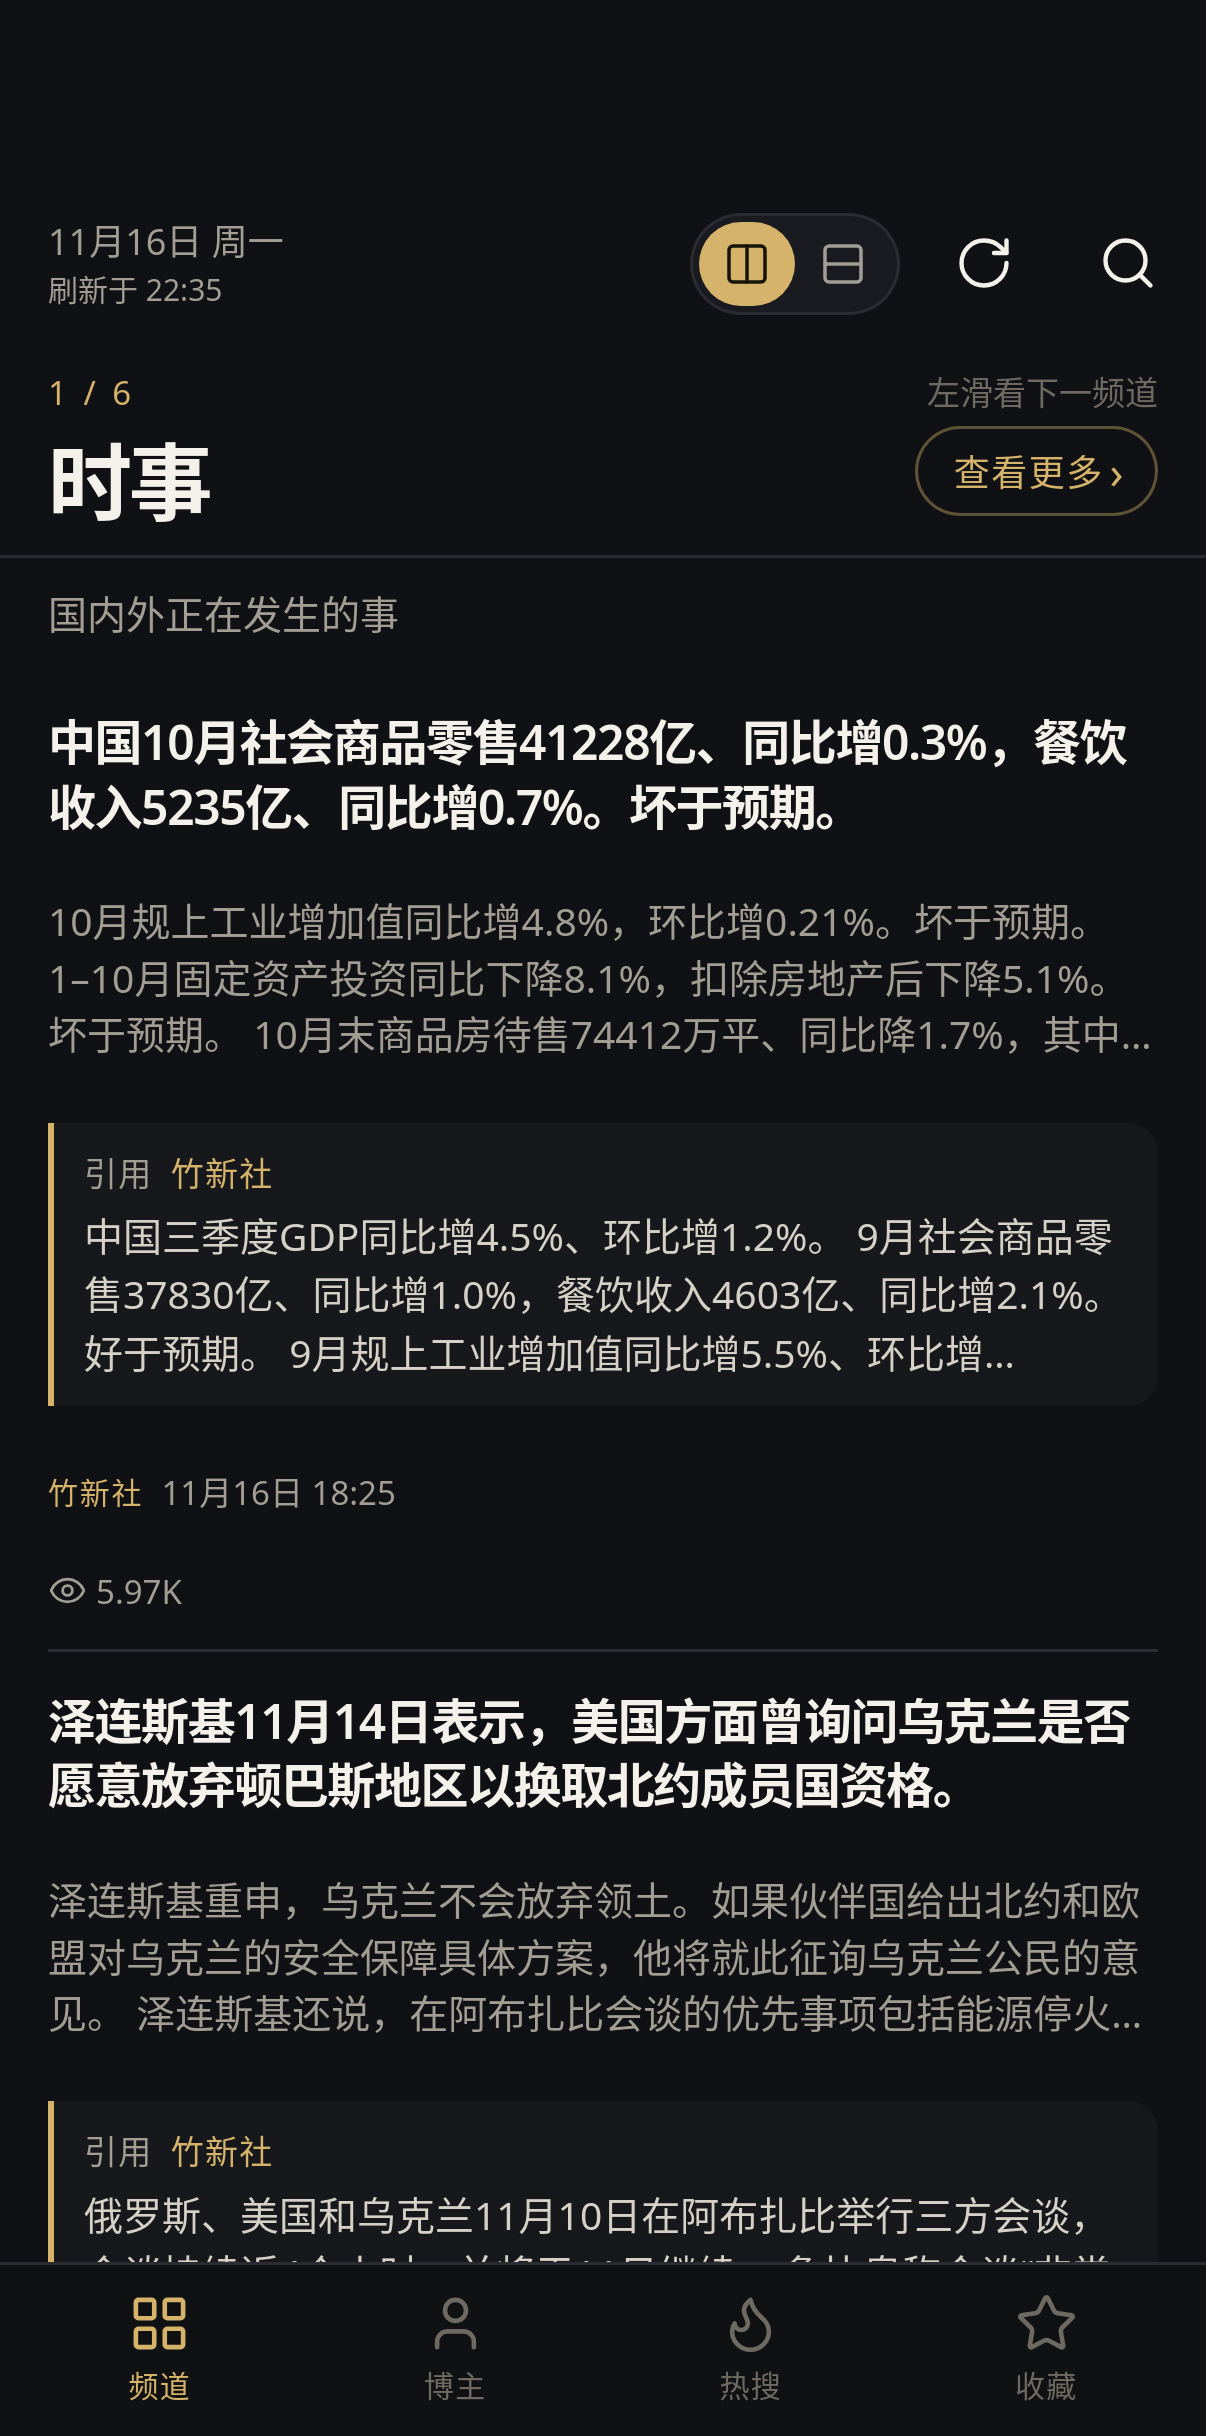 11月16日 周一
刷新于 22:35
1 / 6
左滑看下一频道
时事
查看更多 ›
国内外正在发生的事
中国10月社会商品零售41228亿、同比增0.3%，餐饮
收入5235亿、同比增0.7%。坏于预期。
10月规上工业增加值同比增4.8%，环比增0.21%。坏于预期。
1–10月固定资产投资同比下降8.1%，扣除房地产后下降5.1%。
坏于预期。 10月末商品房待售74412万平、同比降1.7%，其中...
引用 竹新社
中国三季度GDP同比增4.5%、环比增1.2%。 9月社会商品零
售37830亿、同比增1.0%，餐饮收入4603亿、同比增2.1%。
好于预期。 9月规上工业增加值同比增5.5%、环比增...
竹新社 11月16日 18:25
5.97K
泽连斯基11月14日表示，美国方面曾询问乌克兰是否
愿意放弃顿巴斯地区以换取北约成员国资格。
泽连斯基重申，乌克兰不会放弃领土。如果伙伴国给出北约和欧
盟对乌克兰的安全保障具体方案，他将就此征询乌克兰公民的意
见。 泽连斯基还说，在阿布扎比会谈的优先事项包括能源停火...
引用 竹新社
俄罗斯、美国和乌克兰11月10日在阿布扎比举行三方会谈，
频道
博主
热搜
收藏